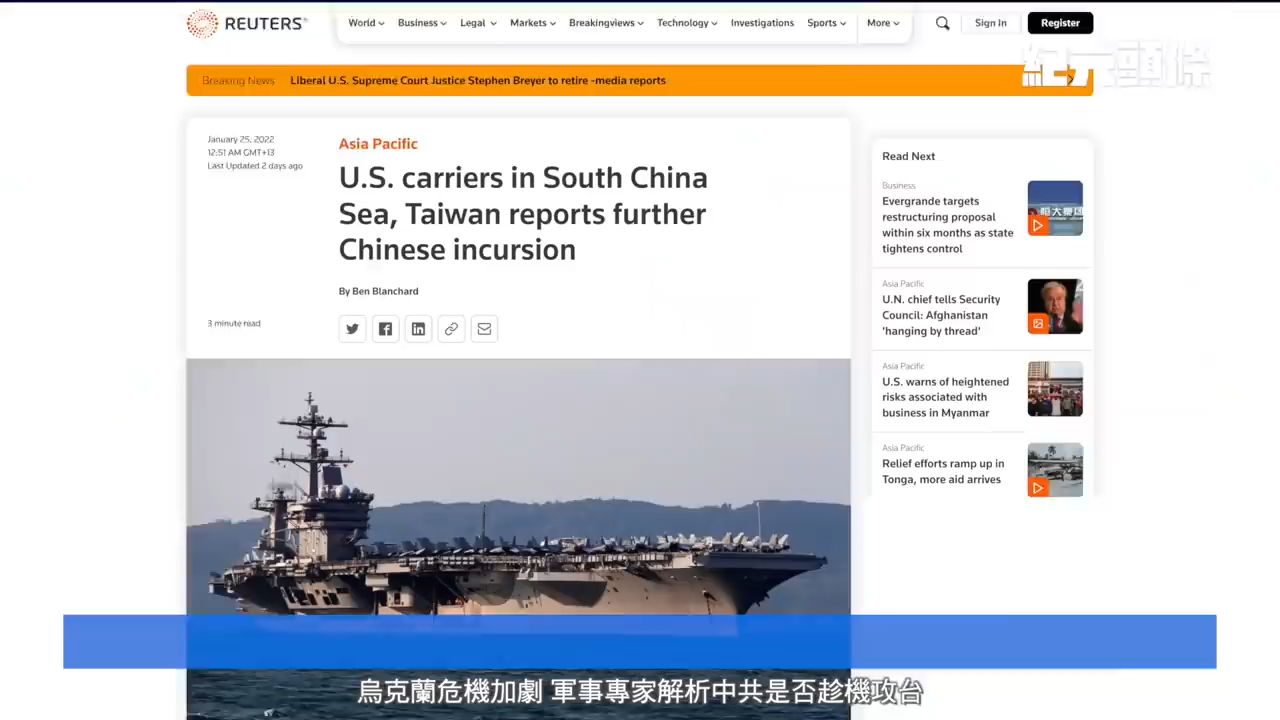 REUTERS
World Business Legal Markets Breakingviews Technology Investigations Sports More Sign In Register
紀元頭條
Breaking News Liberal U.S. Supreme Court Justice Stephen Breyer to retire -media reports
January 25, 2022
12:51 AM GMT+13
Last Updated 2 days ago
Asia Pacific
U.S. carriers in South China
Sea, Taiwan reports further
Chinese incursion
By Ben Blanchard
3 minute read
Read Next
Business
Evergrande targets
restructuring proposal
within six months as state
tightens control
Asia Pacific
U.N. chief tells Security
Council: Afghanistan
'hanging by thread'
Asia Pacific
U.S. warns of heightened
risks associated with
business in Myanmar
Asia Pacific
Relief efforts ramp up in
Tonga, more aid arrives
烏克蘭危機加劇 軍事專家解析中共是否趁機攻台